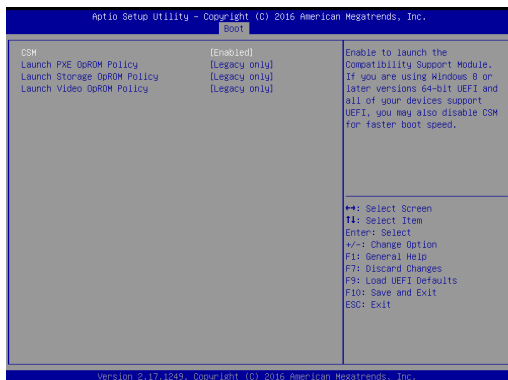 Aptio Setup Utility – Copyright (C) 2016 American Megatrends, Inc.
Boot
CSM [Enabled]
Launch PXE OpROM Policy [Legacy only]
Launch Storage OpROM Policy [Legacy only]
Launch Video OpROM Policy [Legacy only]
Enable to launch the
Compatibility Support Module.
If you are using Windows 8 or
later versions 64-bit UEFI and
all of your devices support
UEFI, you may also disable CSM
for faster boot speed.
↔: Select Screen
↑↓: Select Item
Enter: Select
+/-: Change Option
F1: General Help
F7: Discard Changes
F9: Load UEFI Defaults
F10: Save and Exit
ESC: Exit
Version 2.17.1249. Copyright (C) 2016 American Megatrends, Inc.